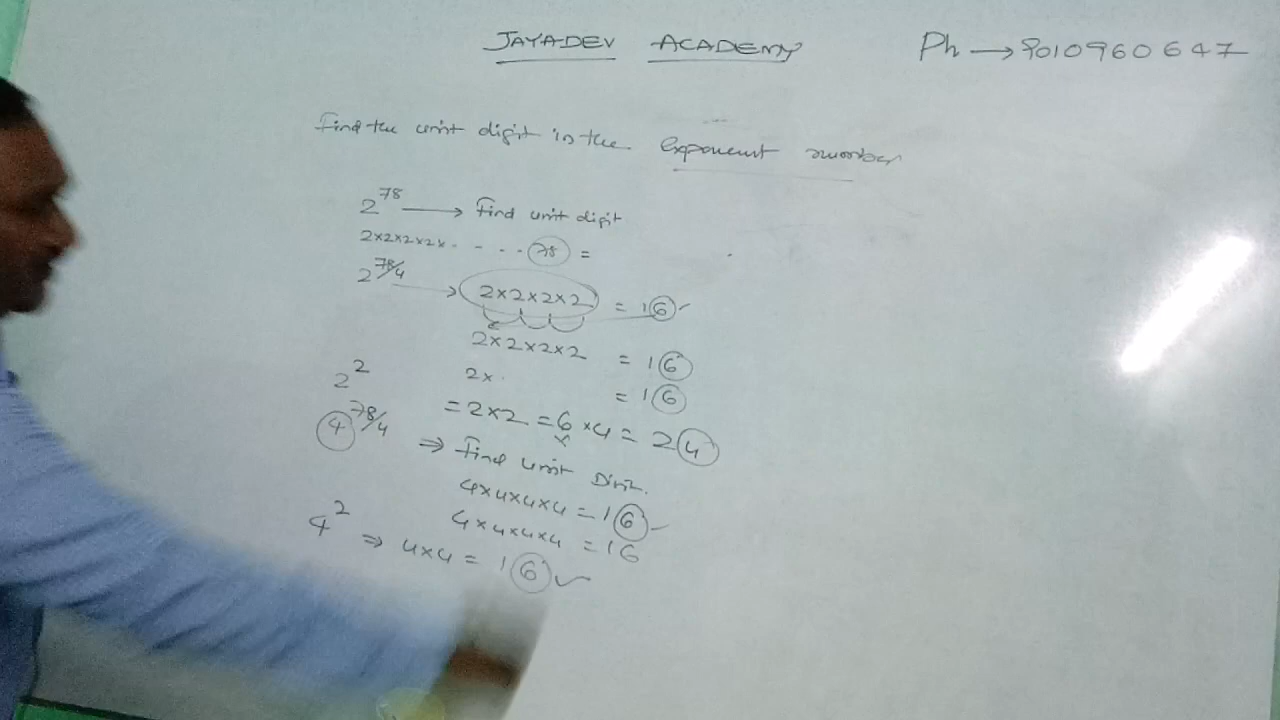 JAYADEV ACADEMY Ph → 9010960647
Find the unit digit in the Exponent number
2^78 → Find unit digit
2×2×2×2×. - . . . 78 =
2^78/4 → 2×2×2×2 = 16
2×2×2×2 = 16
2^2 2×. = 16
= 2×2 = 6 × 4 = 24
4^78/4 ⇒ Find unit Digit.
4×4×4×4 = 16
4×4×4×4 = 16
4^2 ⇒ 4×4 = 16